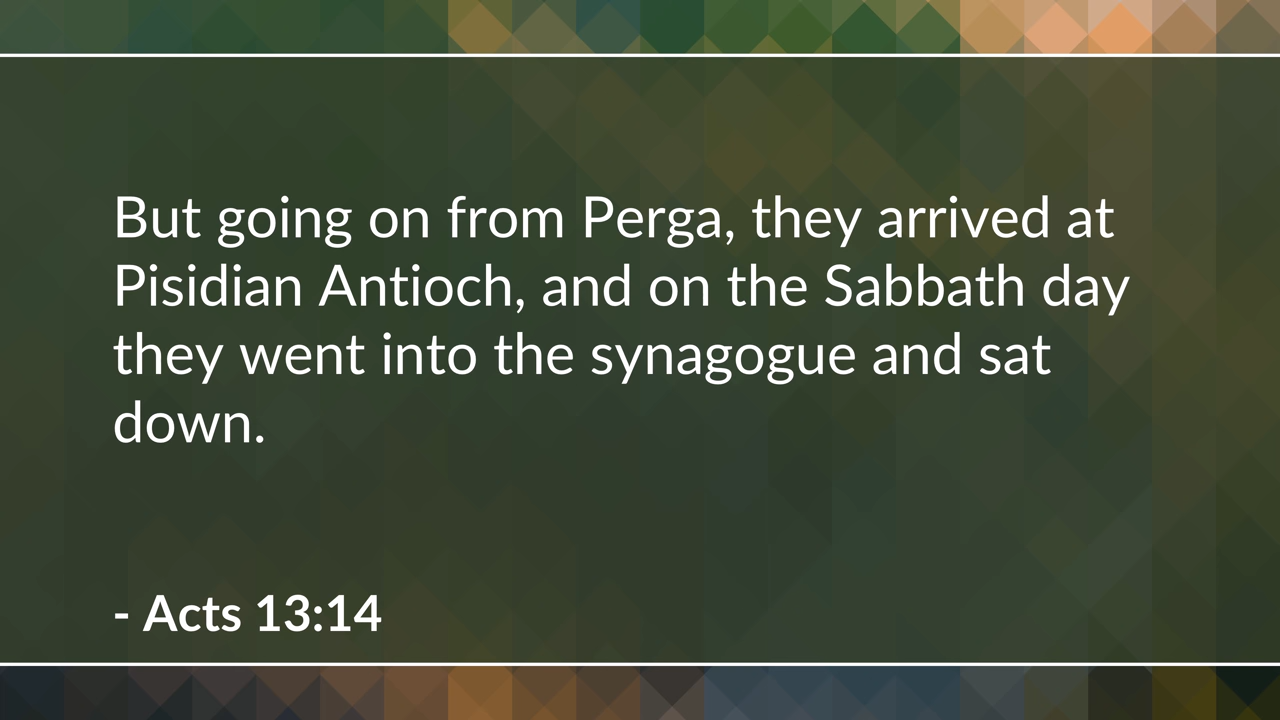 But going on from Perga, they arrived at
Pisidian Antioch, and on the Sabbath day
they went into the synagogue and sat
down.
- Acts 13:14